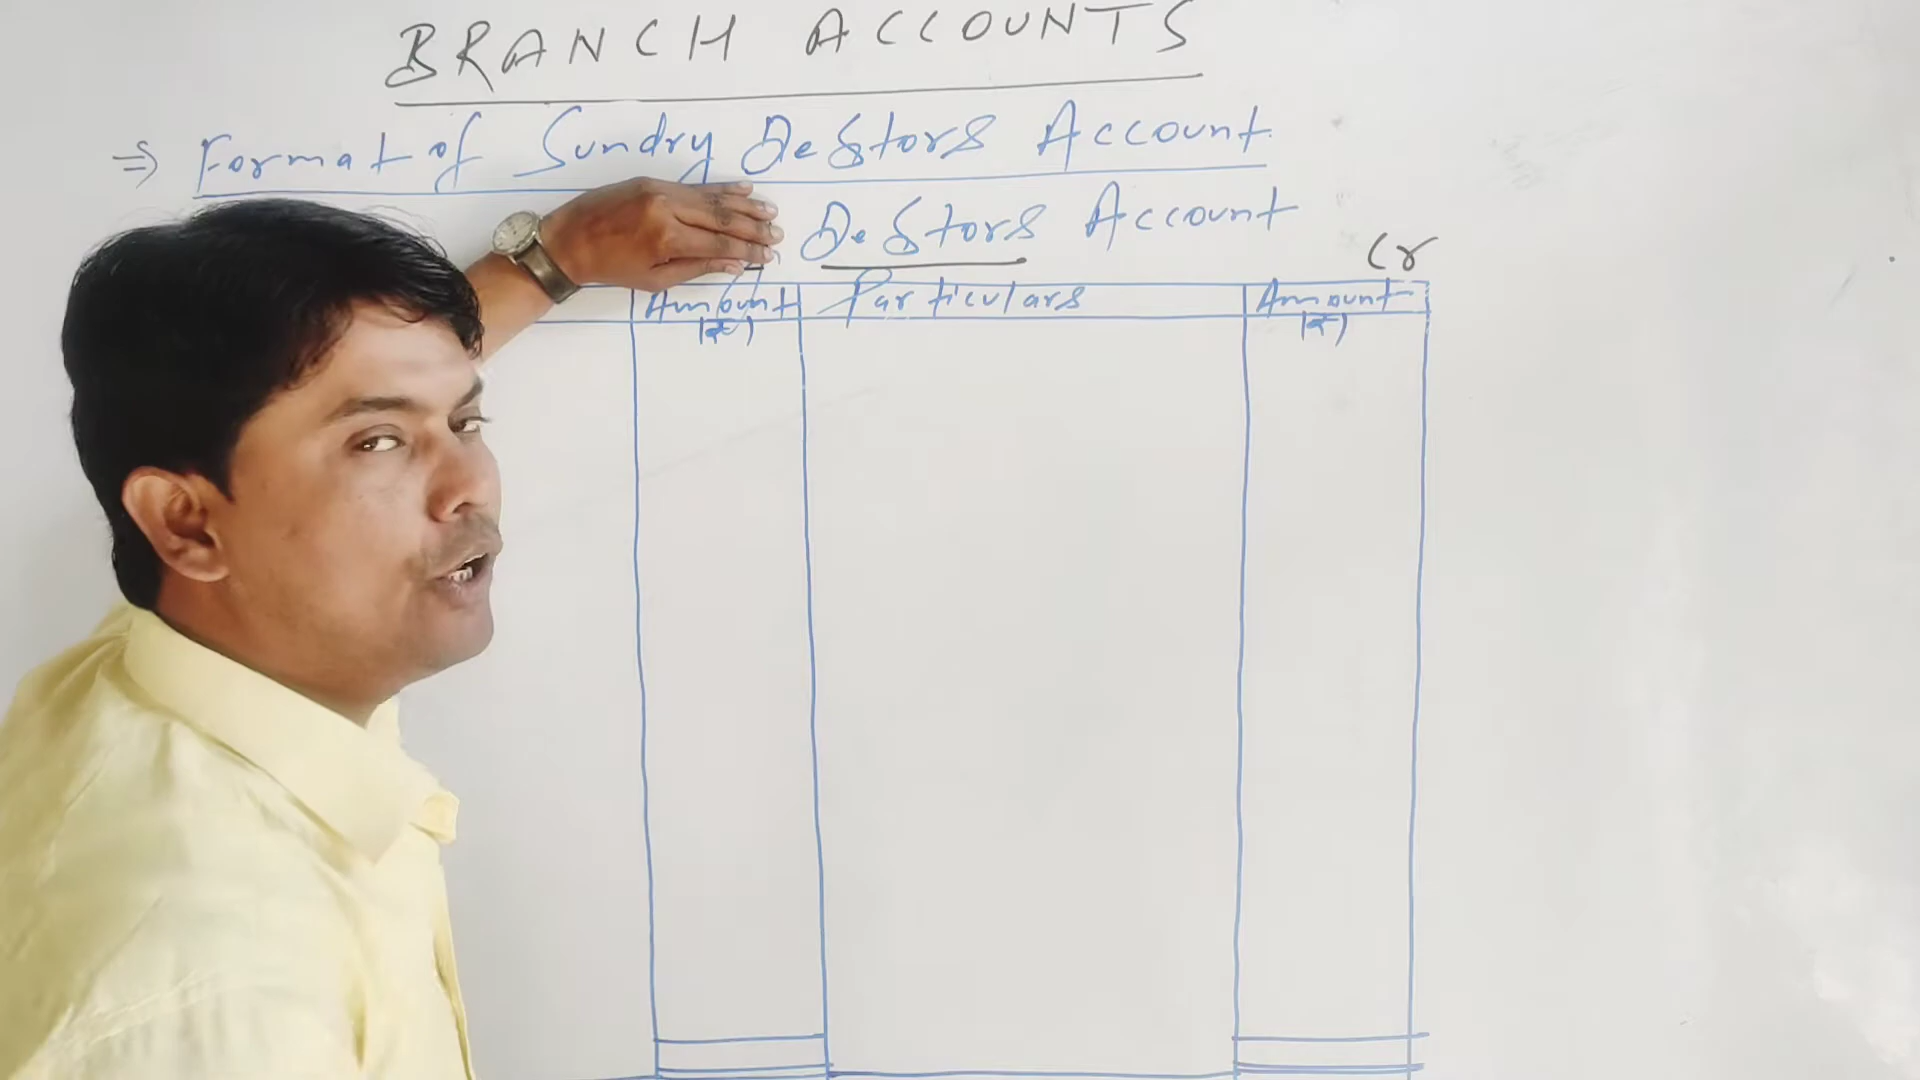 BRANCH ACCOUNTS
⇒ Format of Sundry Debtors Account
Debtors Account
Cr
Amount Particulars Amount
(₹) (₹)